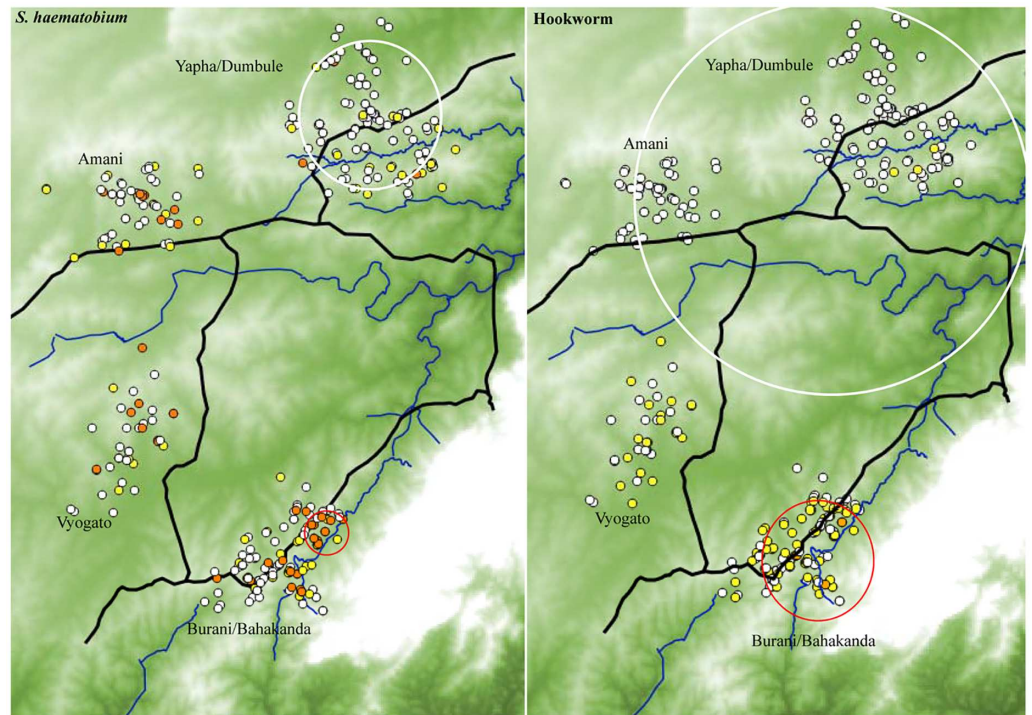 S. haematobium
Yapha/Dumbule
Amani
Vyogato
Burani/Bahakanda
Hookworm
Yapha/Dumbule
Amani
Vyogato
Burani/Bahakanda